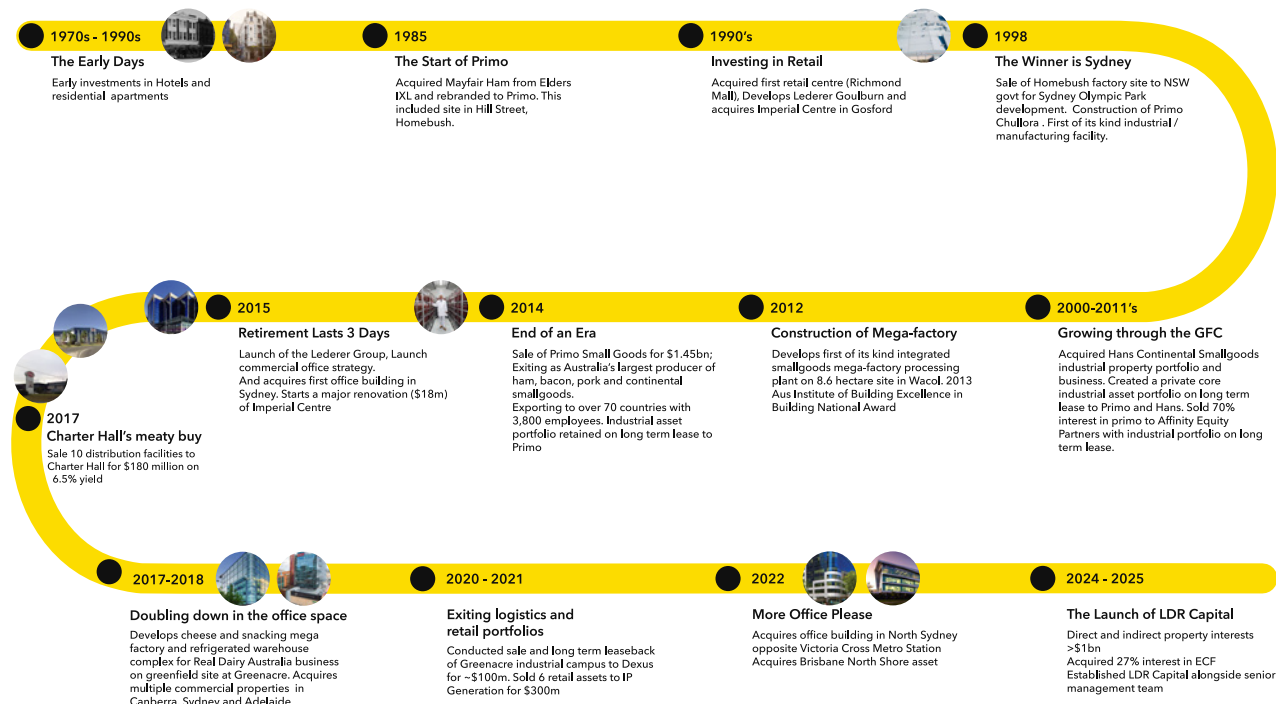 1970s - 1990s
The Early Days
Early investments in Hotels and
residential apartments
1985
The Start of Primo
Acquired Mayfair Ham from Elders
IXL and rebranded to Primo. This
included site in Hill Street,
Homebush.
1990's
Investing in Retail
Acquired first retail centre (Richmond
Mall), Develops Lederer Goulburn and
acquires Imperial Centre in Gosford
1998
The Winner is Sydney
Sale of Homebush factory site to NSW
govt for Sydney Olympic Park
development. Construction of Primo
Chullora . First of its kind industrial /
manufacturing facility.
2015
Retirement Lasts 3 Days
Launch of the Lederer Group, Launch
commercial office strategy.
And acquires first office building in
Sydney. Starts a major renovation ($18m)
of Imperial Centre
2014
End of an Era
Sale of Primo Small Goods for $1.45bn;
Exiting as Australia's largest producer of
ham, bacon, pork and continental
smallgoods.
Exporting to over 70 countries with
3,800 employees. Industrial asset
portfolio retained on long term lease to
Primo
2012
Construction of Mega-factory
Develops first of its kind integrated
smallgoods mega-factory processing
plant on 8.6 hectare site in Wacol. 2013
Aus Institute of Building Excellence in
Building National Award
2000-2011's
Growing through the GFC
Acquired Hans Continental Smallgoods
industrial property portfolio and
business. Created a private core
industrial asset portfolio on long term
lease to Primo and Hans. Sold 70%
interest in primo to Affinity Equity
Partners with industrial portfolio on long
term lease.
2017
Charter Hall's meaty buy
Sale 10 distribution facilities to
Charter Hall for $180 million on
6.5% yield
2017-2018
Doubling down in the office space
Develops cheese and snacking mega
factory and refrigerated warehouse
complex for Real Dairy Australia business
on greenfield site at Greenacre. Acquires
multiple commercial properties in
Canberra, Sydney and Adelaide
2020 - 2021
Exiting logistics and
retail portfolios
Conducted sale and long term leaseback
of Greenacre industrial campus to Dexus
for ~$100m. Sold 6 retail assets to IP
Generation for $300m
2022
More Office Please
Acquires office building in North Sydney
opposite Victoria Cross Metro Station
Acquires Brisbane North Shore asset
2024 - 2025
The Launch of LDR Capital
Direct and indirect property interests
>$1bn
Acquired 27% interest in ECF
Established LDR Capital alongside senior
management team